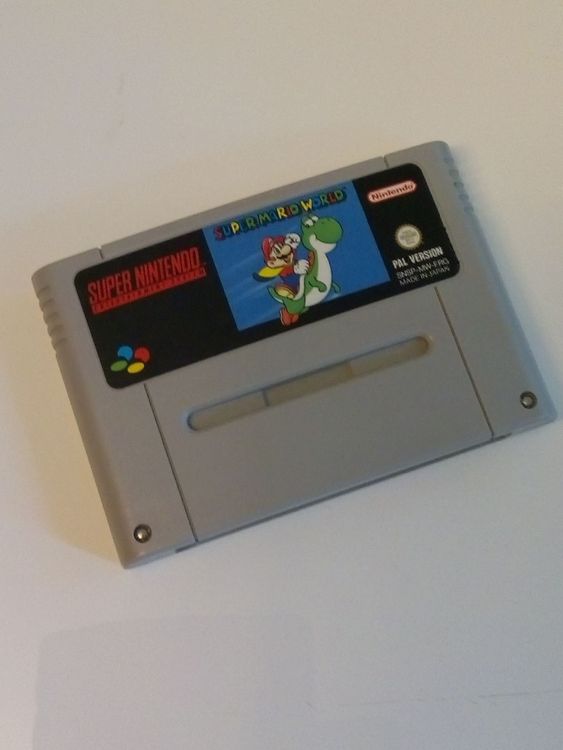 SUPER MARIO WORLD
Nintendo
SUPER NINTENDO
ENTERTAINMENT SYSTEM
PAL VERSION
SNSP-MW-FRG
MADE IN JAPAN